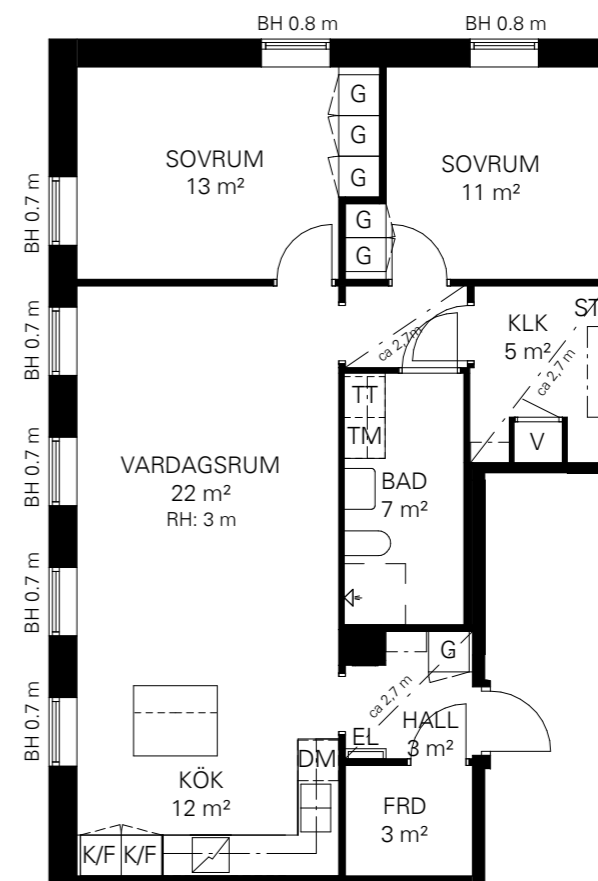 BH 0.8 m
BH 0.8 m
G
G
G
SOVRUM
13 m²
SOVRUM
11 m²
BH 0.7 m
G
G
BH 0.7 m
ca 2,7m
KLK
5 m²
ST
ca 2,7 m
TT
TM
V
BH 0.7 m
VARDAGSRUM
22 m²
RH: 3 m
BAD
7 m²
BH 0.7 m
G
BH 0.7 m
ca 2,7 m
HALL
3 m²
EL
DM
KÖK
12 m²
FRD
3 m²
K/F
K/F